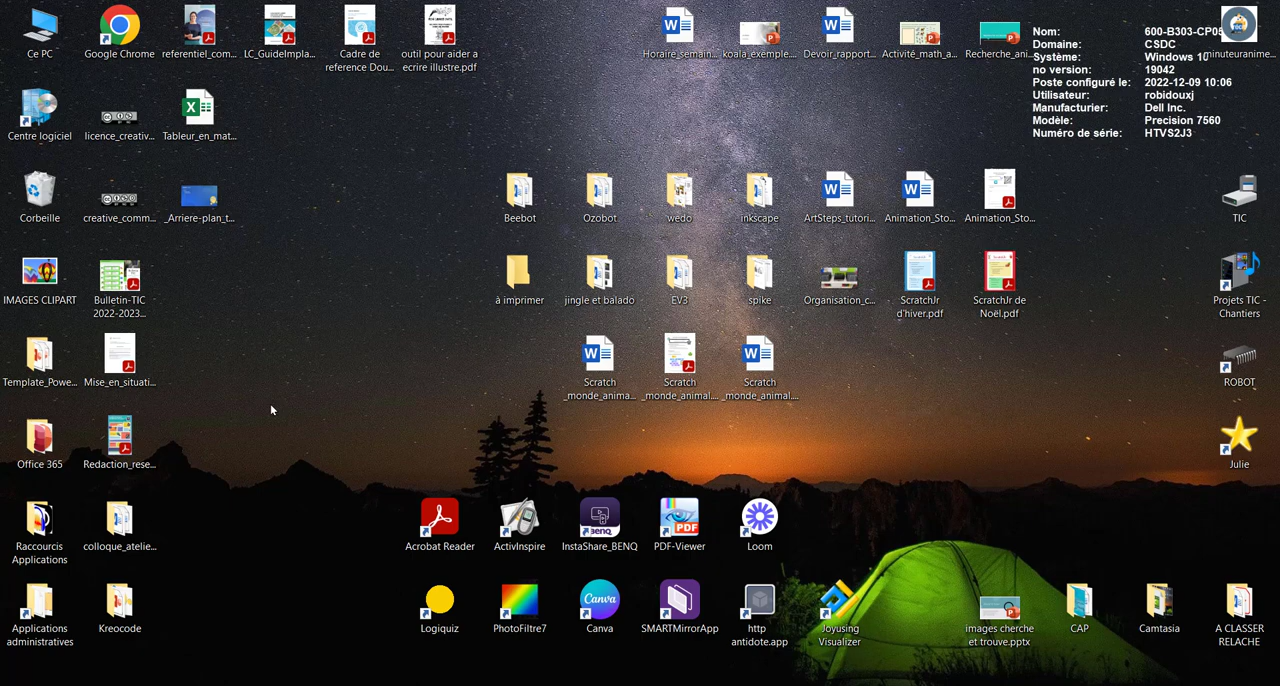 Ce PC
Google Chrome
referentiel_com...
LC_GuideImpla...
Cadre de
reference Dou...
outil pour aider a
ecrire illustre.pdf
Horaire_semain...
koala_exemple....
Devoir_rapport...
Activité_math_a...
Recherche_ani...
minuteuranime...
Nom:
600-B303-CP05
Domaine:
CSDC
Système:
Windows 10
no version:
19042
Poste configuré le:
2022-12-09 10:06
Utilisateur:
robidouxj
Manufacturier:
Dell Inc.
Modèle:
Precision 7560
Numéro de série:
HTVS2J3
Centre logiciel
licence_creativ...
Tableur_en_mat...
Corbeille
creative_comm...
_Arriere-plan_t...
Beebot
Ozobot
wedo
inkscape
ArtSteps_tutori...
Animation_Sto...
Animation_Sto...
TIC
IMAGES CLIPART
Bulletin-TIC
2022-2023...
à imprimer
jingle et balado
EV3
spike
Organisation_c...
ScratchJr
d'hiver.pdf
ScratchJr de
Noël.pdf
Projets TIC -
Chantiers
Template_Powe...
Mise_en_situati...
Scratch
_monde_anima...
Scratch
_monde_animal....
Scratch
_monde_animal....
ROBOT
Office 365
Redaction_rese...
Julie
Raccourcis
Applications
colloque_atelie...
Acrobat Reader
ActivInspire
BenQ
InstaShare_BENQ
PDF
PDF-Viewer
Loom
Applications
administratives
Kreocode
Logiquiz
PhotoFiltre7
Canva
Canva
SMARTMirrorApp
http
antidote.app
Joyusing
Visualizer
images cherche
et trouve.pptx
CAP
Camtasia
A CLASSER
RELACHE